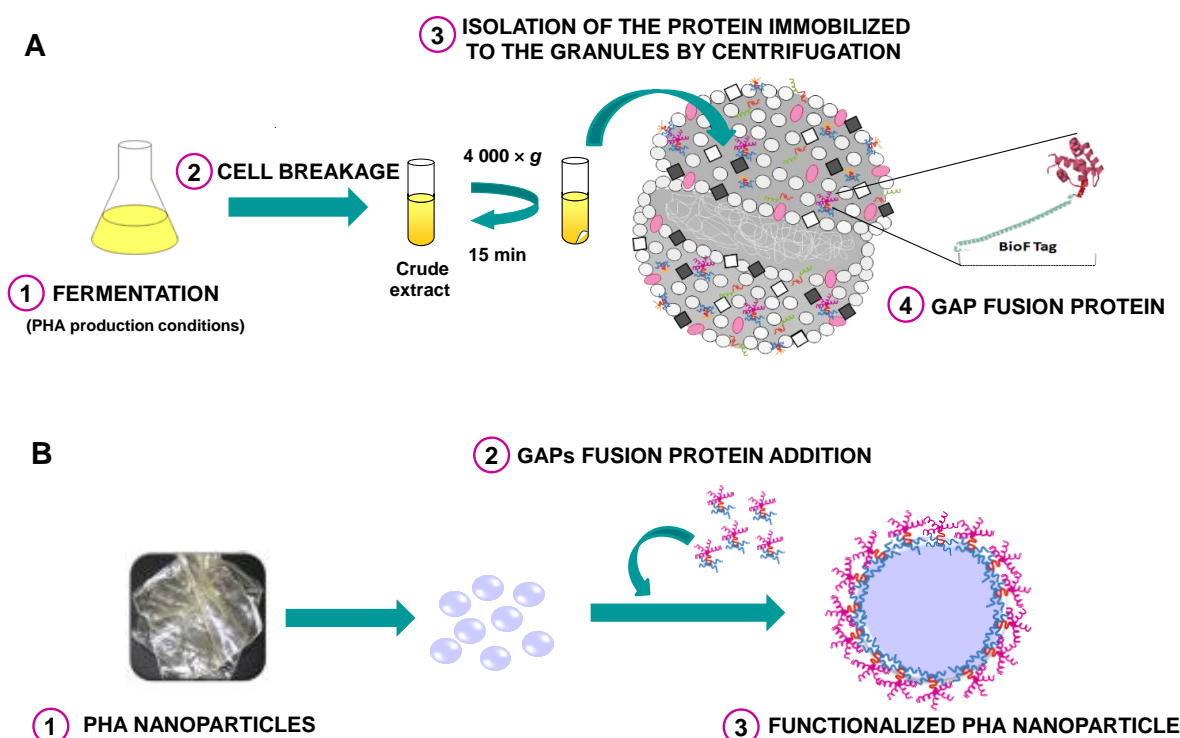 A
3 ISOLATION OF THE PROTEIN IMMOBILIZED
TO THE GRANULES BY CENTRIFUGATION
2 CELL BREAKAGE
4 000 × g
15 min
Crude
extract
BioF Tag
1 FERMENTATION
(PHA production conditions)
4 GAP FUSION PROTEIN
B
2 GAPs FUSION PROTEIN ADDITION
1 PHA NANOPARTICLES
3 FUNCTIONALIZED PHA NANOPARTICLE